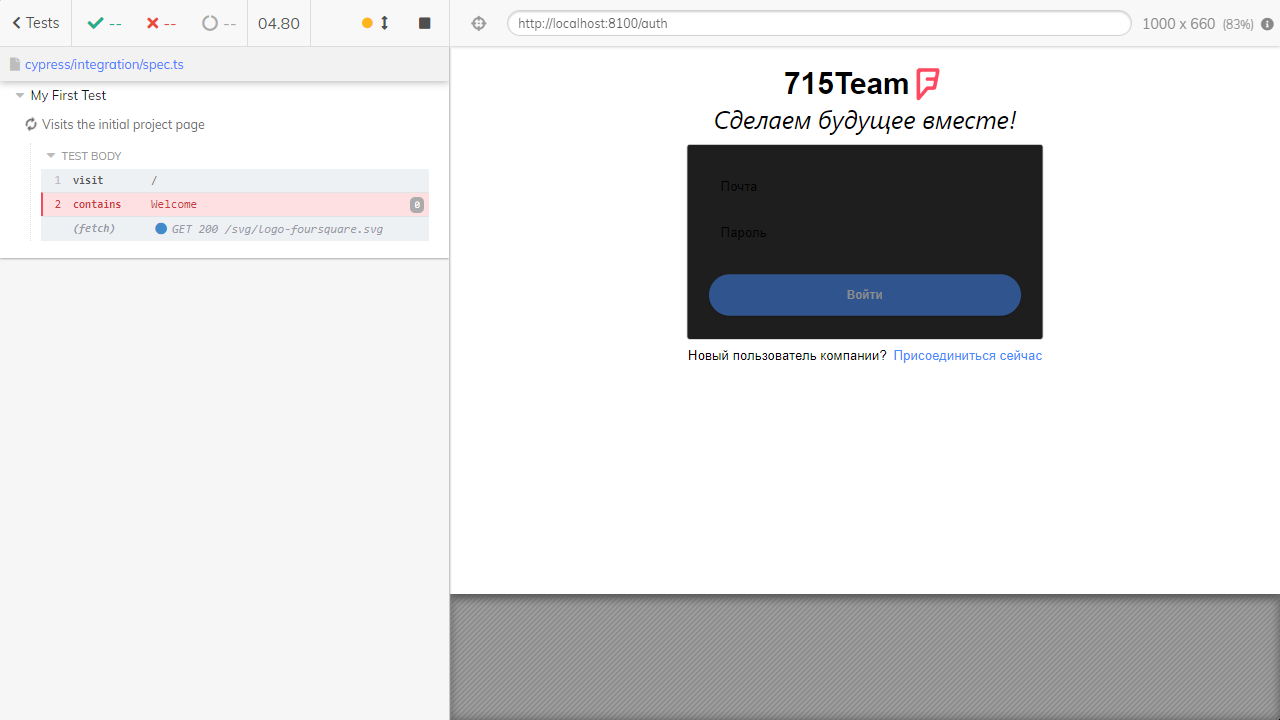 Tests
--
--
--
04.80
http://localhost:8100/auth
1000 x 660 (83%)
cypress/integration/spec.ts
My First Test
Visits the initial project page
TEST BODY
1 visit /
2 contains Welcome 0
(fetch) GET 200 /svg/logo-foursquare.svg
715Team
Сделаем будущее вместе!
Почта
Пароль
Войти
Новый пользователь компании? Присоединиться сейчас